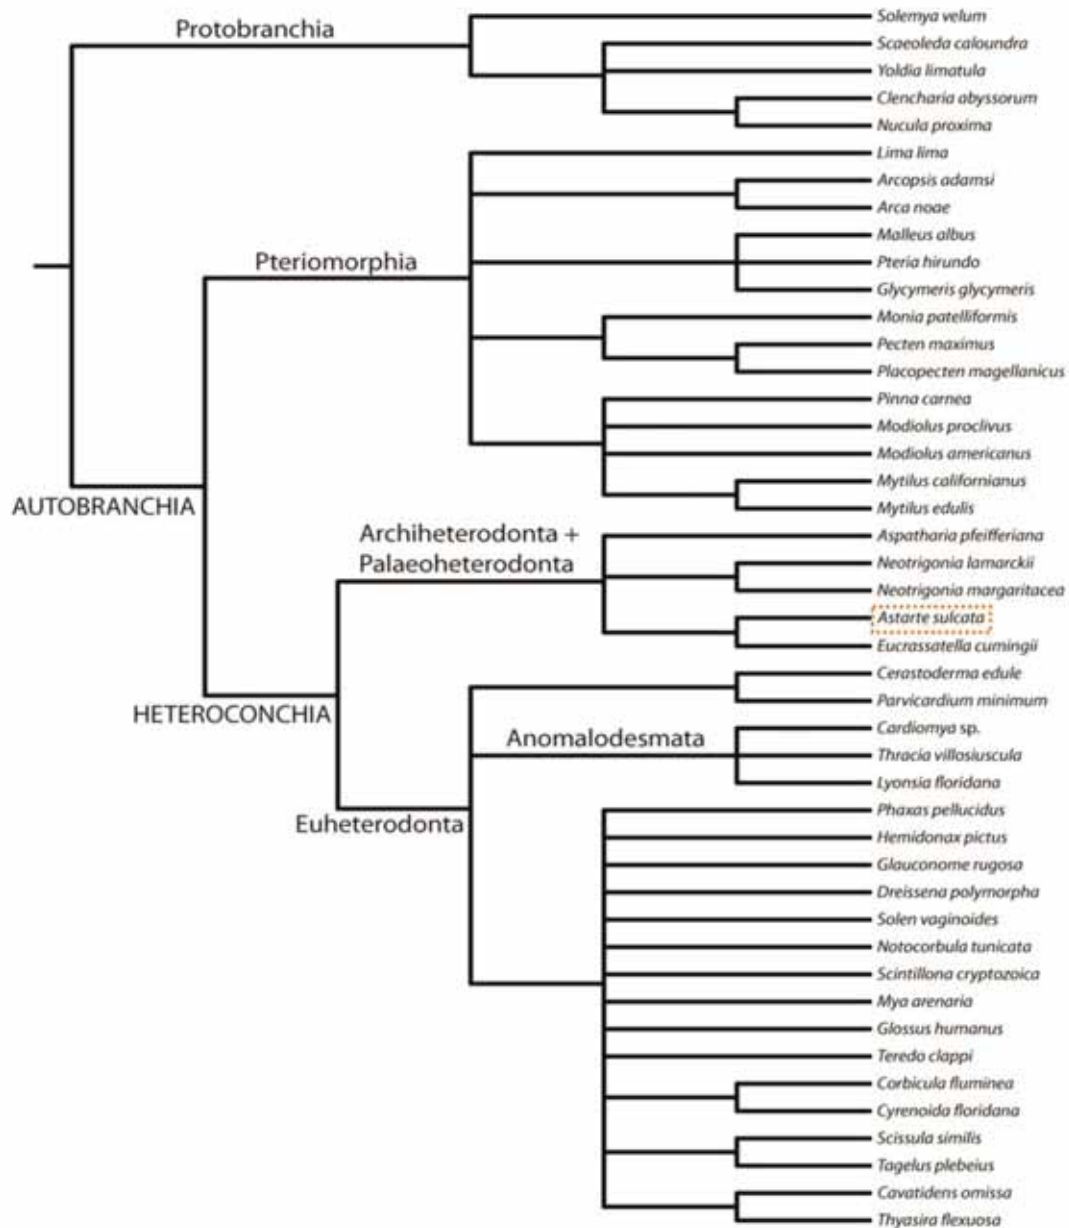 Protobranchia
Solemya velum
Scaeoleda caloundra
Yoldia limatula
Clencharia abyssorum
Nucula proxima
Pteriomorphia
Lima lima
Arcopsis adamsi
Arca noae
Malleus albus
Pteria hirundo
Glycymeris glycymeris
Monia patelliformis
Pecten maximus
Placopecten magellanicus
Pinna carnea
Modiolus proclivus
Modiolus americanus
Mytilus californianus
Mytilus edulis
AUTOBRANCHIA
Archiheterodonta +
Palaeoheterodonta
Aspatharia pfeifferiana
Neotrigonia lamarckii
Neotrigonia margaritacea
Astarte sulcata
Eucrassatella cumingii
HETEROCONCHIA
Cerastoderma edule
Parvicardium minimum
Anomalodesmata
Cardiomya sp.
Thracia villosiuscula
Lyonsia floridana
Euheterodonta
Phaxas pellucidus
Hemidonax pictus
Glauconome rugosa
Dreissena polymorpha
Solen vaginoides
Notocorbula tunicata
Scintillona cryptozoica
Mya arenaria
Glossus humanus
Teredo clappi
Corbicula fluminea
Cyrenoida floridana
Scissula similis
Tagelus plebeius
Cavatidens omissa
Thyasira flexuosa